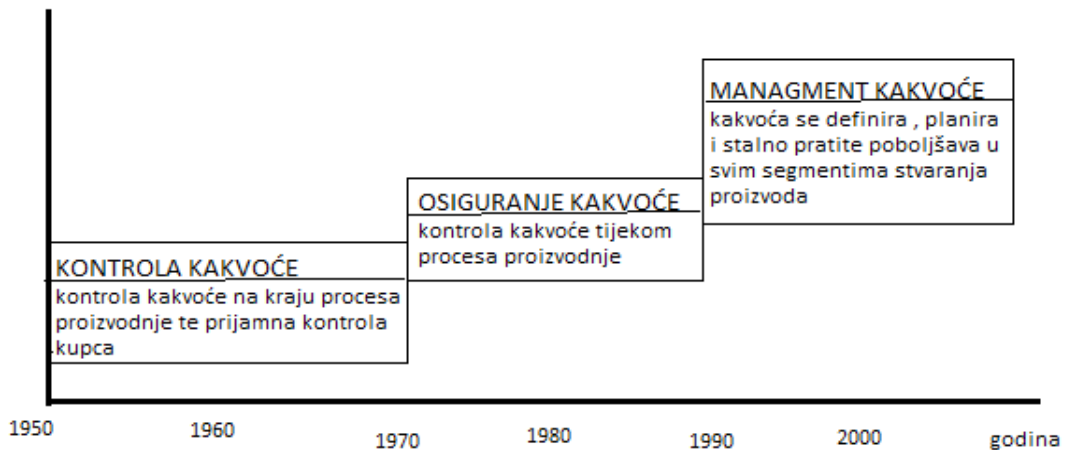 MANAGMENT KAKVOĆE
kakvoća se definira , planira
i stalno pratite poboljšava u
svim segmentima stvaranja
proizvoda
OSIGURANJE KAKVOĆE
kontrola kakvoće tijekom
procesa proizvodnje
KONTROLA KAKVOĆE
kontrola kakvoće na kraju procesa
proizvodnje te prijamna kontrola
kupca
1950 1960 1970 1980 1990 2000 godina